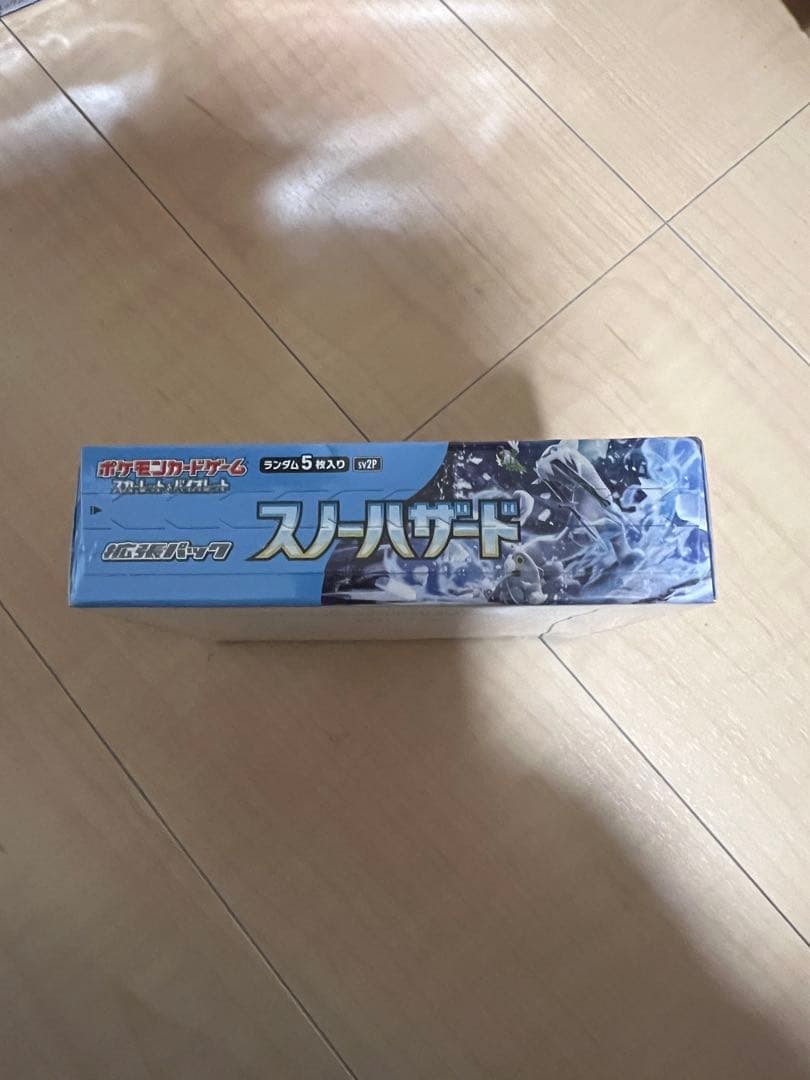 ポケモンカードゲーム
スカーレット&バイオレット
ランダム5枚入り
sv2P
拡張パック
スノーハザード